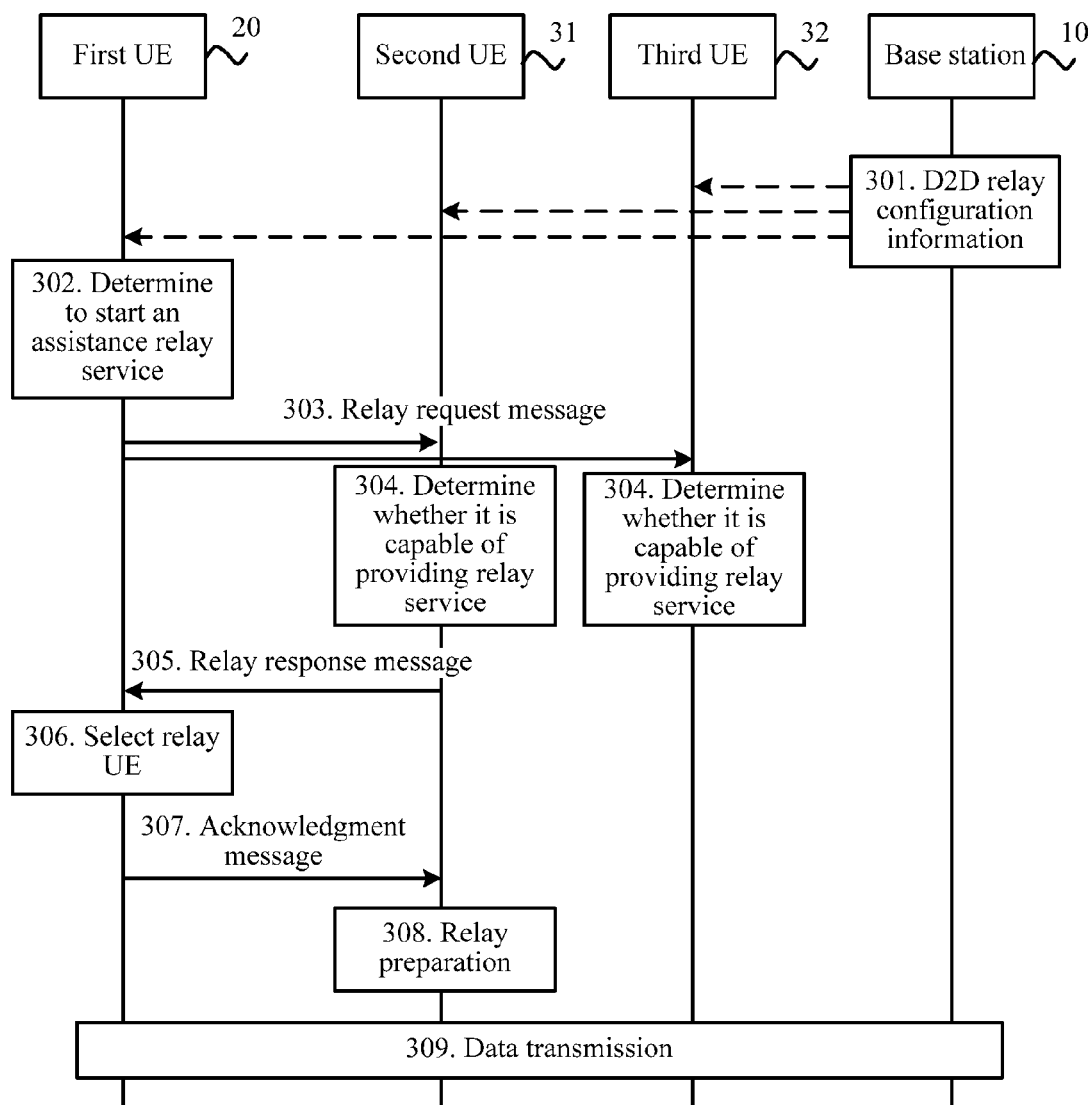 20
31
32
10
First UE
Second UE
Third UE
Base station
301. D2D relay
configuration
information
302. Determine
to start an
assistance relay
service
303. Relay request message
304. Determine
whether it is
capable of
providing relay
service
304. Determine
whether it is
capable of
providing relay
service
305. Relay response message
306. Select relay
UE
307. Acknowledgment
message
308. Relay
preparation
309. Data transmission